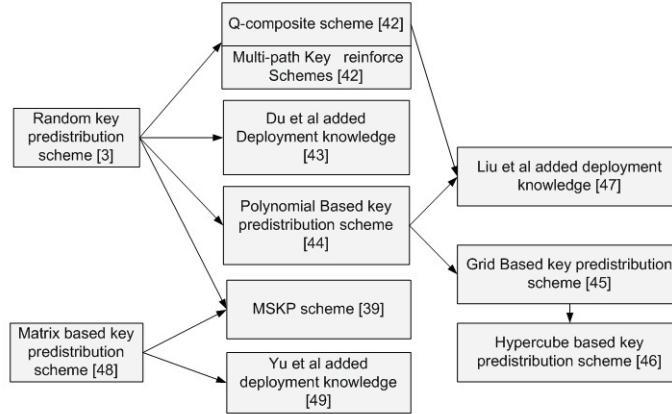 Q-composite scheme [42]
Multi-path Key reinforce
Schemes [42]
Random key
predistribution
scheme [3]
Du et al added
Deployment knowledge
[43]
Liu et al added deployment
knowledge [47]
Polynomial Based key
predistribution scheme
[44]
Grid Based key predistribution
scheme [45]
MSKP scheme [39]
Matrix based key
predistribution
scheme [48]
Hypercube based key
predistribution scheme [46]
Yu et al added
deployment knowledge
[49]